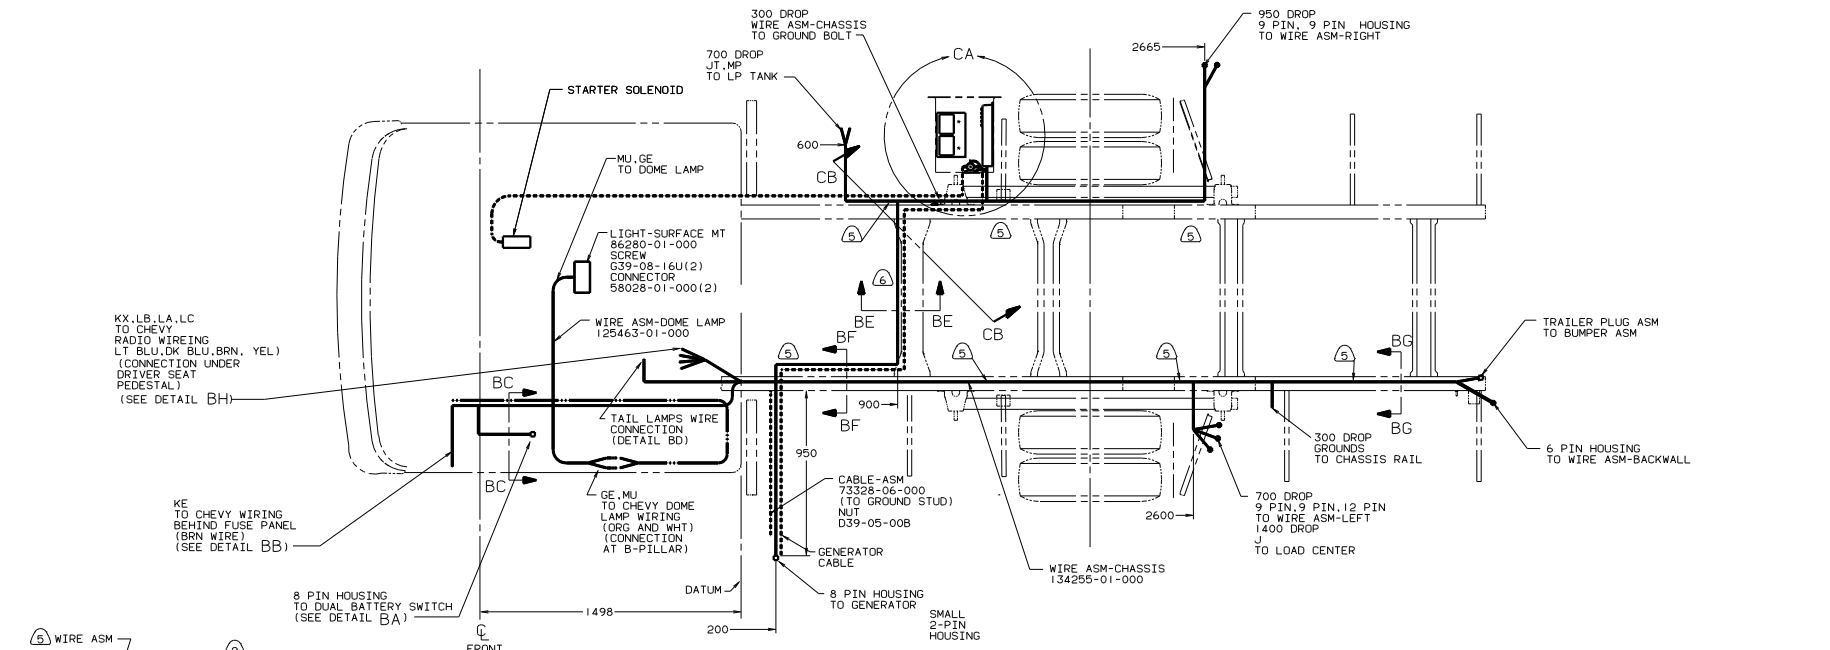 300 DROP
WIRE ASM-CHASSIS
TO GROUND BOLT
950 DROP
9 PIN, 9 PIN HOUSING
TO WIRE ASM-RIGHT
2665
CA
700 DROP
JT,MP
TO LP TANK
STARTER SOLENOID
600
CB
MU,GE
TO DOME LAMP
LIGHT-SURFACE MT
86280-01-000
SCREW
G39-08-16U(2)
CONNECTOR
58028-01-000(2)
5
5
5
6
BE
BE
CB
KX,LB,LA,LC
TO CHEVY
RADIO WIREING
LT BLU,DK BLU,BRN, YEL)
(CONNECTION UNDER
DRIVER SEAT
PEDESTAL)
(SEE DETAIL BH)
WIRE ASM-DOME LAMP
125463-01-000
BF
5
5
5
5
BG
TRAILER PLUG ASM
TO BUMPER ASM
BC
TAIL LAMPS WIRE
CONNECTION
(DETAIL BD)
900
BF
BG
950
300 DROP
GROUNDS
TO CHASSIS RAIL
6 PIN HOUSING
TO WIRE ASM-BACKWALL
BC
KE
TO CHEVY WIRING
BEHIND FUSE PANEL
(BRN WIRE)
(SEE DETAIL BB)
GE,MU
TO CHEVY DOME
LAMP WIRING
(ORG AND WHT)
(CONNECTION
AT B-PILLAR)
CABLE-ASM
73328-06-000
(TO GROUND STUD)
NUT
D39-05-00B
2600
700 DROP
9 PIN,9 PIN,12 PIN
TO WIRE ASM-LEFT
1400 DROP
J
TO LOAD CENTER
GENERATOR
CABLE
WIRE ASM-CHASSIS
134255-01-000
DATUM
8 PIN HOUSING
TO DUAL BATTERY SWITCH
(SEE DETAIL BA)
8 PIN HOUSING
TO GENERATOR
1498
SMALL
2-PIN
HOUSING
200
CL
FRONT
5 WIRE ASM